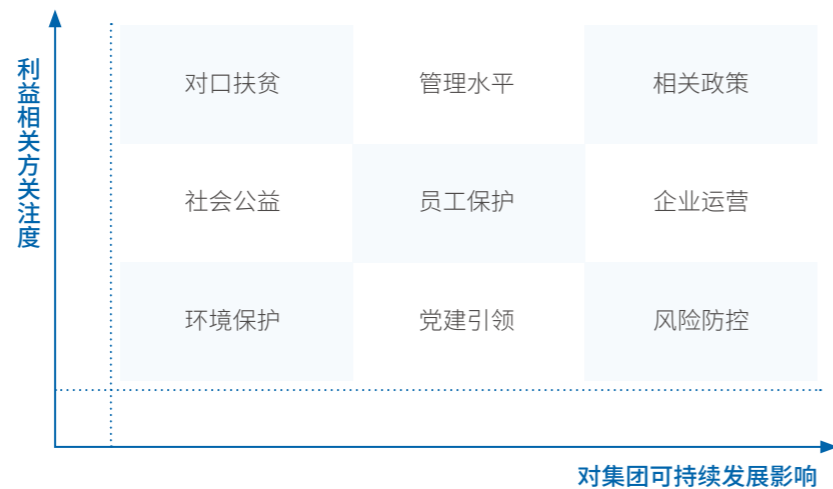 利益相关方关注度
对口扶贫 管理水平 相关政策
社会公益 员工保护 企业运营
环境保护 党建引领 风险防控
对集团可持续发展影响